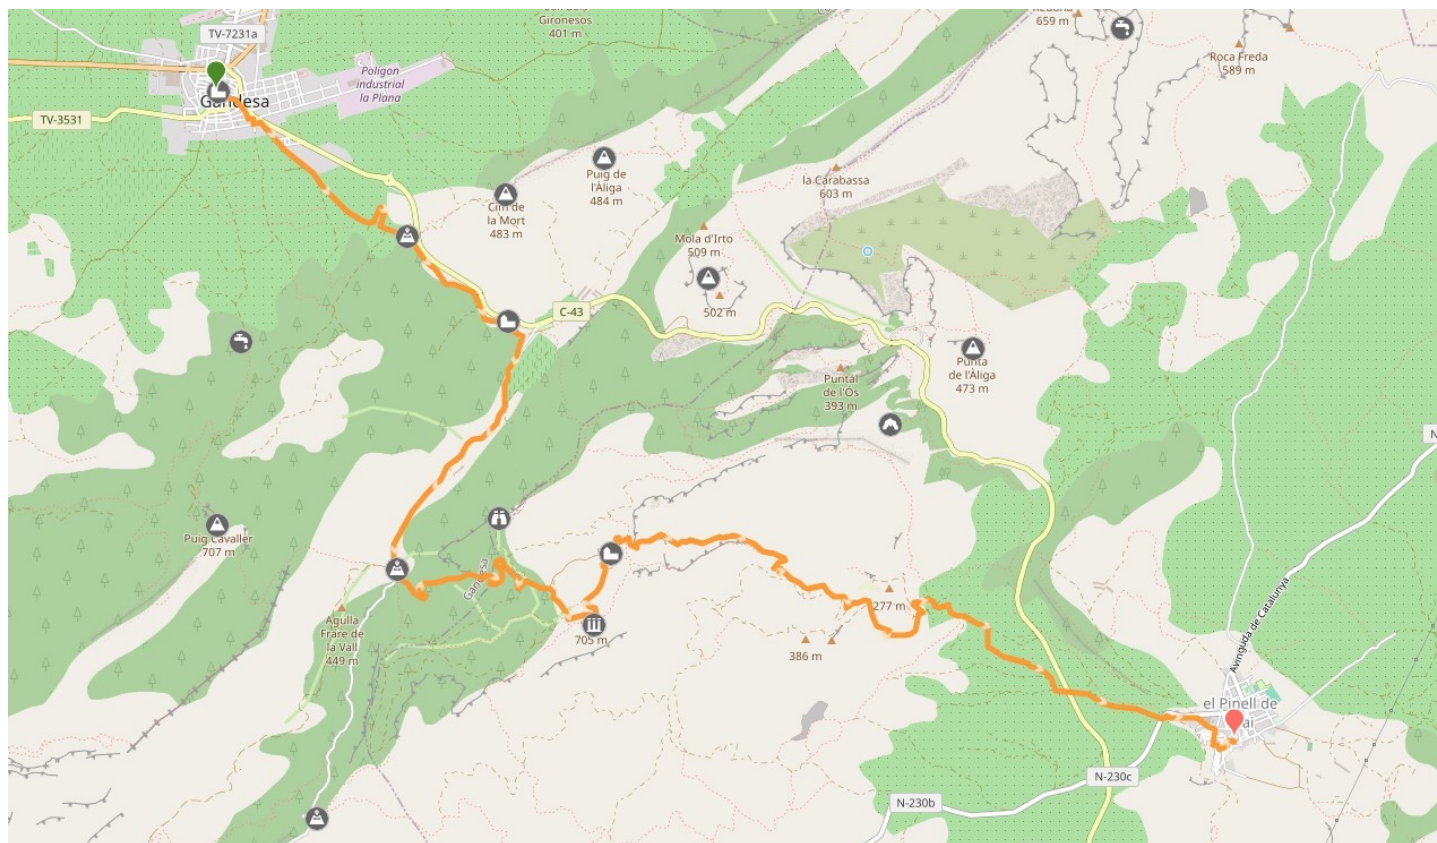 Gironesos
401 m
659 m
TV-7231a
Roca Freda
589 m
Polígon
industrial
la Plana
Gandesa
TV-3531
Puig de
l'Àliga
484 m
la Carabassa
603 m
Cim de
la Mort
483 m
Mola d'Irto
509 m
502 m
C-43
Punta
de l'Àliga
473 m
Puntal
de l'Ós
393 m
N
Puig Cavaller
707 m
Gandesa
Agulla
Frare de
la Vall
449 m
277 m
705 m
386 m
Avinguda de Catalunya
el Pinell de
ai
N-230c
N-230b